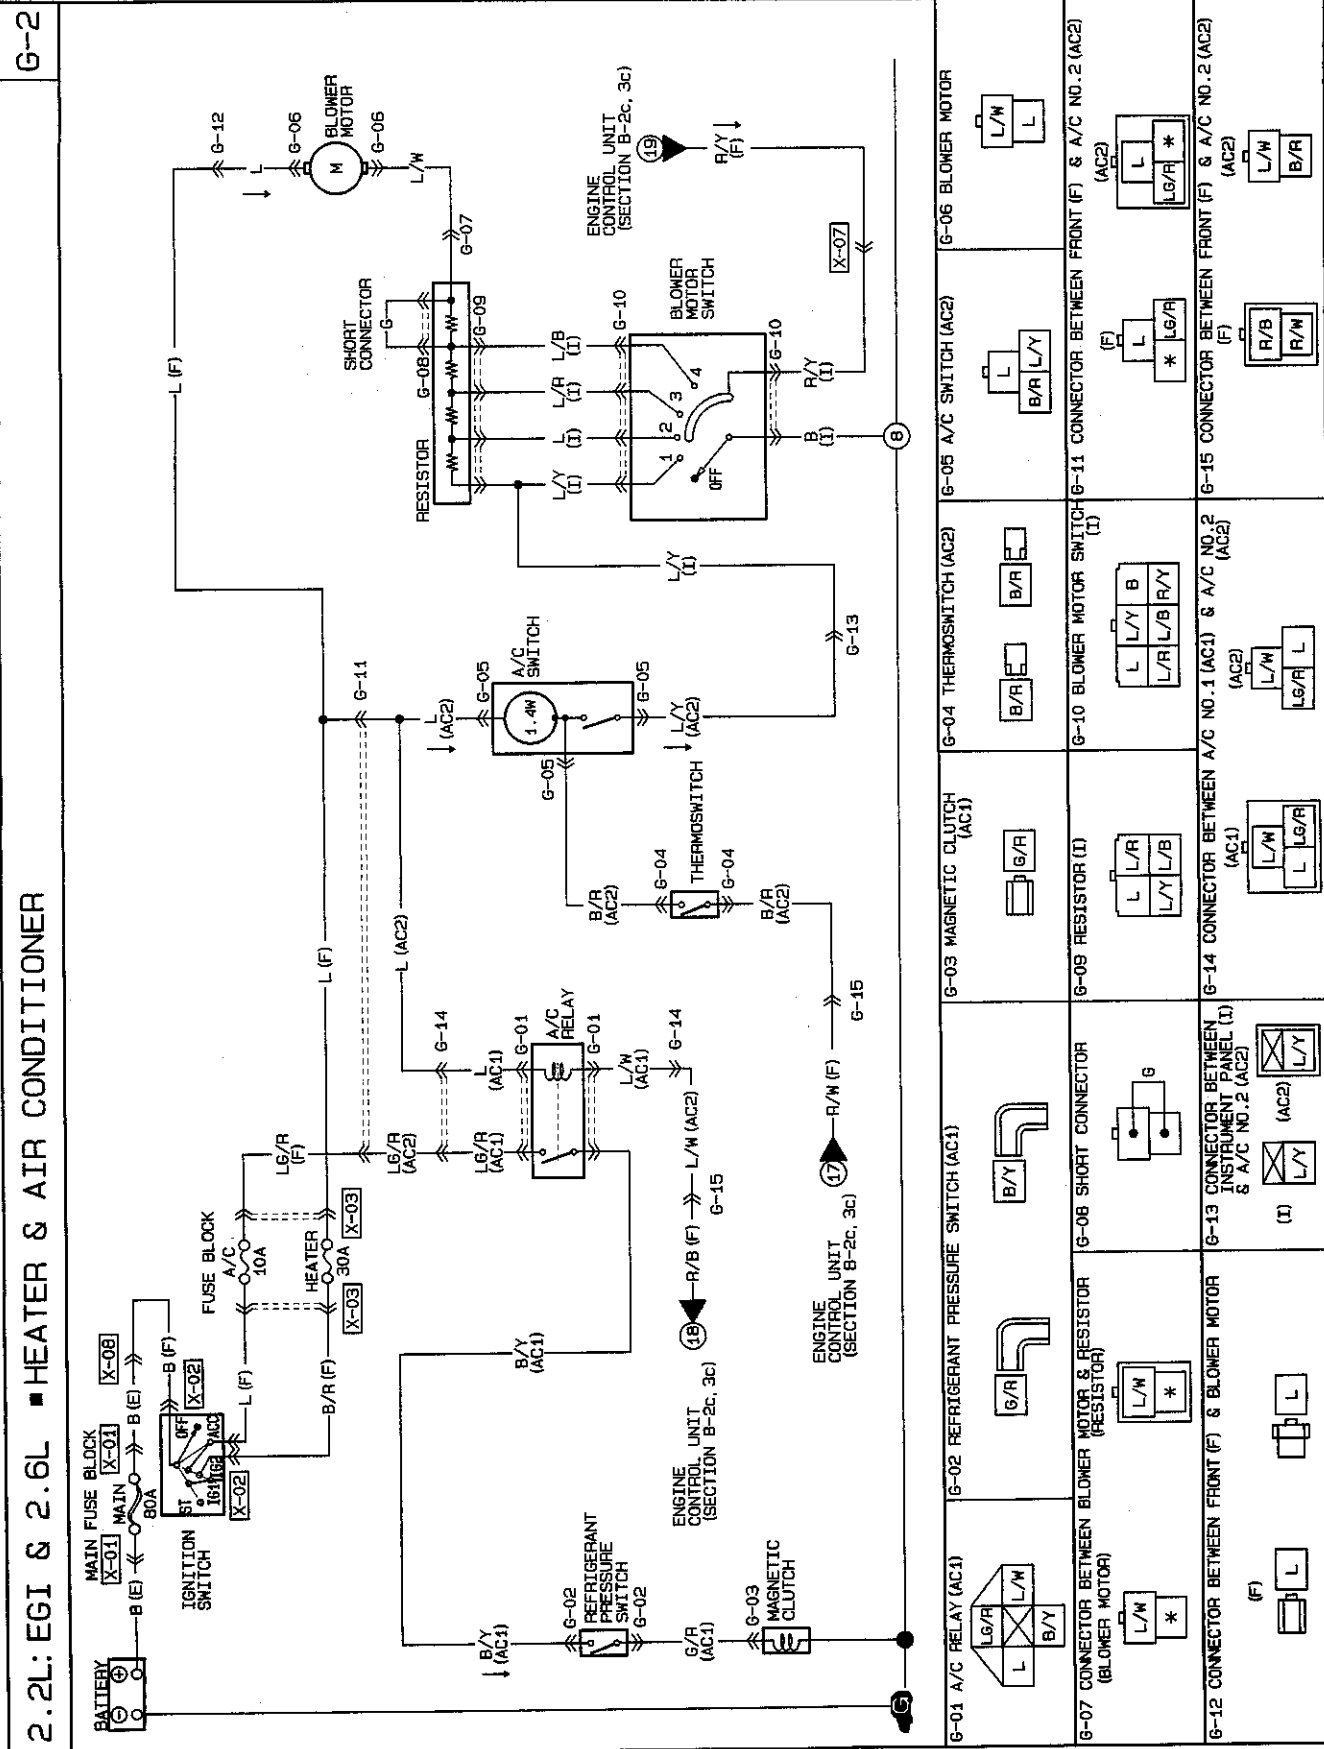 2.2L: EGI & 2.6L ■HEATER & AIR CONDITIONER
G-2
BATTERY
B (E)
MAIN FUSE BLOCK
X-01
MAIN
80A
X-01
B (E)
X-08
B (F)
IGNITION
SWITCH
ST
IG1
IG2
ACC
OFF
X-02
X-02
L (F)
B/R (F)
FUSE BLOCK
A/C
10A
HEATER
30A
X-03
X-03
LG/R
(F)
L (F)
L (F)
G-12
L
G-06
M
BLOWER
MOTOR
G-06
L/W
G-07
SHORT
CONNECTOR
G
G-08
G-09
RESISTOR
L/Y
(I)
L
(I)
L/R
(I)
L/B
(I)
G-10
BLOWER
MOTOR
SWITCH
OFF
1
2
3
4
G-10
B
(I)
R/Y
(I)
8
ENGINE
CONTROL UNIT
(SECTION B-2c, 3c)
19
R/Y
(F)
X-07
G-11
L
(AC2)
G-05
A/C
SWITCH
1.4W
G-05
G-05
L/Y
(AC2)
L/Y
(I)
G-13
B/R
(AC2)
G-04
THERMOSWITCH
G-04
B/R
(AC2)
G-15
R/W (F)
17
ENGINE
CONTROL UNIT
(SECTION B-2c, 3c)
L (AC2)
LG/R
(AC2)
G-14
LG/R
(AC1)
L
(AC1)
G-01
A/C
RELAY
G-01
L/W
(AC1)
G-14
L/W (AC2)
G-15
R/B (F)
18
ENGINE
CONTROL UNIT
(SECTION B-2c, 3c)
B/Y
(AC1)
B/Y
(AC1)
G-02
REFRIGERANT
PRESSURE
SWITCH
G-02
G/R
(AC1)
G-03
MAGNETIC
CLUTCH
G
G-01 A/C RELAY (AC1)
LG/R
L
L/W
B/Y
G-02 REFRIGERANT PRESSURE SWITCH (AC1)
G/R
B/Y
G-03 MAGNETIC CLUTCH
(AC1)
G/R
G-04 THERMOSWITCH (AC2)
B/R
B/R
G-05 A/C SWITCH (AC2)
L
B/R L/Y
G-06 BLOWER MOTOR
L/W
L
G-07 CONNECTOR BETWEEN BLOWER MOTOR & RESISTOR
(BLOWER MOTOR)
(RESISTOR)
L/W
*
L/W
*
G-08 SHORT CONNECTOR
G
G-09 RESISTOR (I)
L L/R
L/Y L/B
G-10 BLOWER MOTOR SWITCH
(I)
L L/Y B
L/R L/B R/Y
G-11 CONNECTOR BETWEEN FRONT (F) & A/C NO.2 (AC2)
(F)
L
* LG/R
(AC2)
L
LG/R *
G-12 CONNECTOR BETWEEN FRONT (F) & BLOWER MOTOR
(F)
L
L
G-13 CONNECTOR BETWEEN
INSTRUMENT PANEL (I)
& A/C NO.2 (AC2)
(I)
L/Y
(AC2)
L/Y
G-14 CONNECTOR BETWEEN A/C NO.1 (AC1) & A/C NO.2
(AC2)
(AC1)
L/W
L LG/R
(AC2)
L/W
LG/R L
G-15 CONNECTOR BETWEEN FRONT (F) & A/C NO.2 (AC2)
(F)
R/B
R/W
(AC2)
L/W
B/R